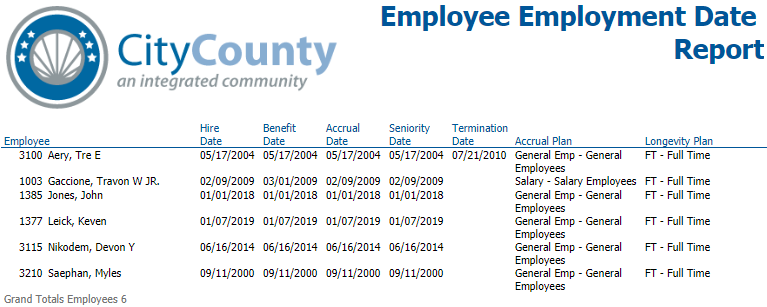 Employee Employment Date
Report
CityCounty
an integrated community
Hire Benefit Accrual Seniority Termination
Employee Date Date Date Date Date Accrual Plan Longevity Plan
3100 Aery, Tre E 05/17/2004 05/17/2004 05/17/2004 05/17/2004 07/21/2010 General Emp - General FT - Full Time
Employees
1003 Gaccione, Travon W JR. 02/09/2009 03/01/2009 02/09/2009 02/09/2009 Salary - Salary Employees FT - Full Time
1385 Jones, John 01/01/2018 01/01/2018 01/01/2018 01/01/2018 General Emp - General FT - Full Time
Employees
1377 Leick, Keven 01/07/2019 01/07/2019 01/07/2019 01/07/2019 General Emp - General FT - Full Time
Employees
3115 Nikodem, Devon Y 06/16/2014 06/16/2014 06/16/2014 06/16/2014 General Emp - General FT - Full Time
Employees
3210 Saephan, Myles 09/11/2000 09/11/2000 09/11/2000 09/11/2000 General Emp - General FT - Full Time
Employees
Grand Totals Employees 6